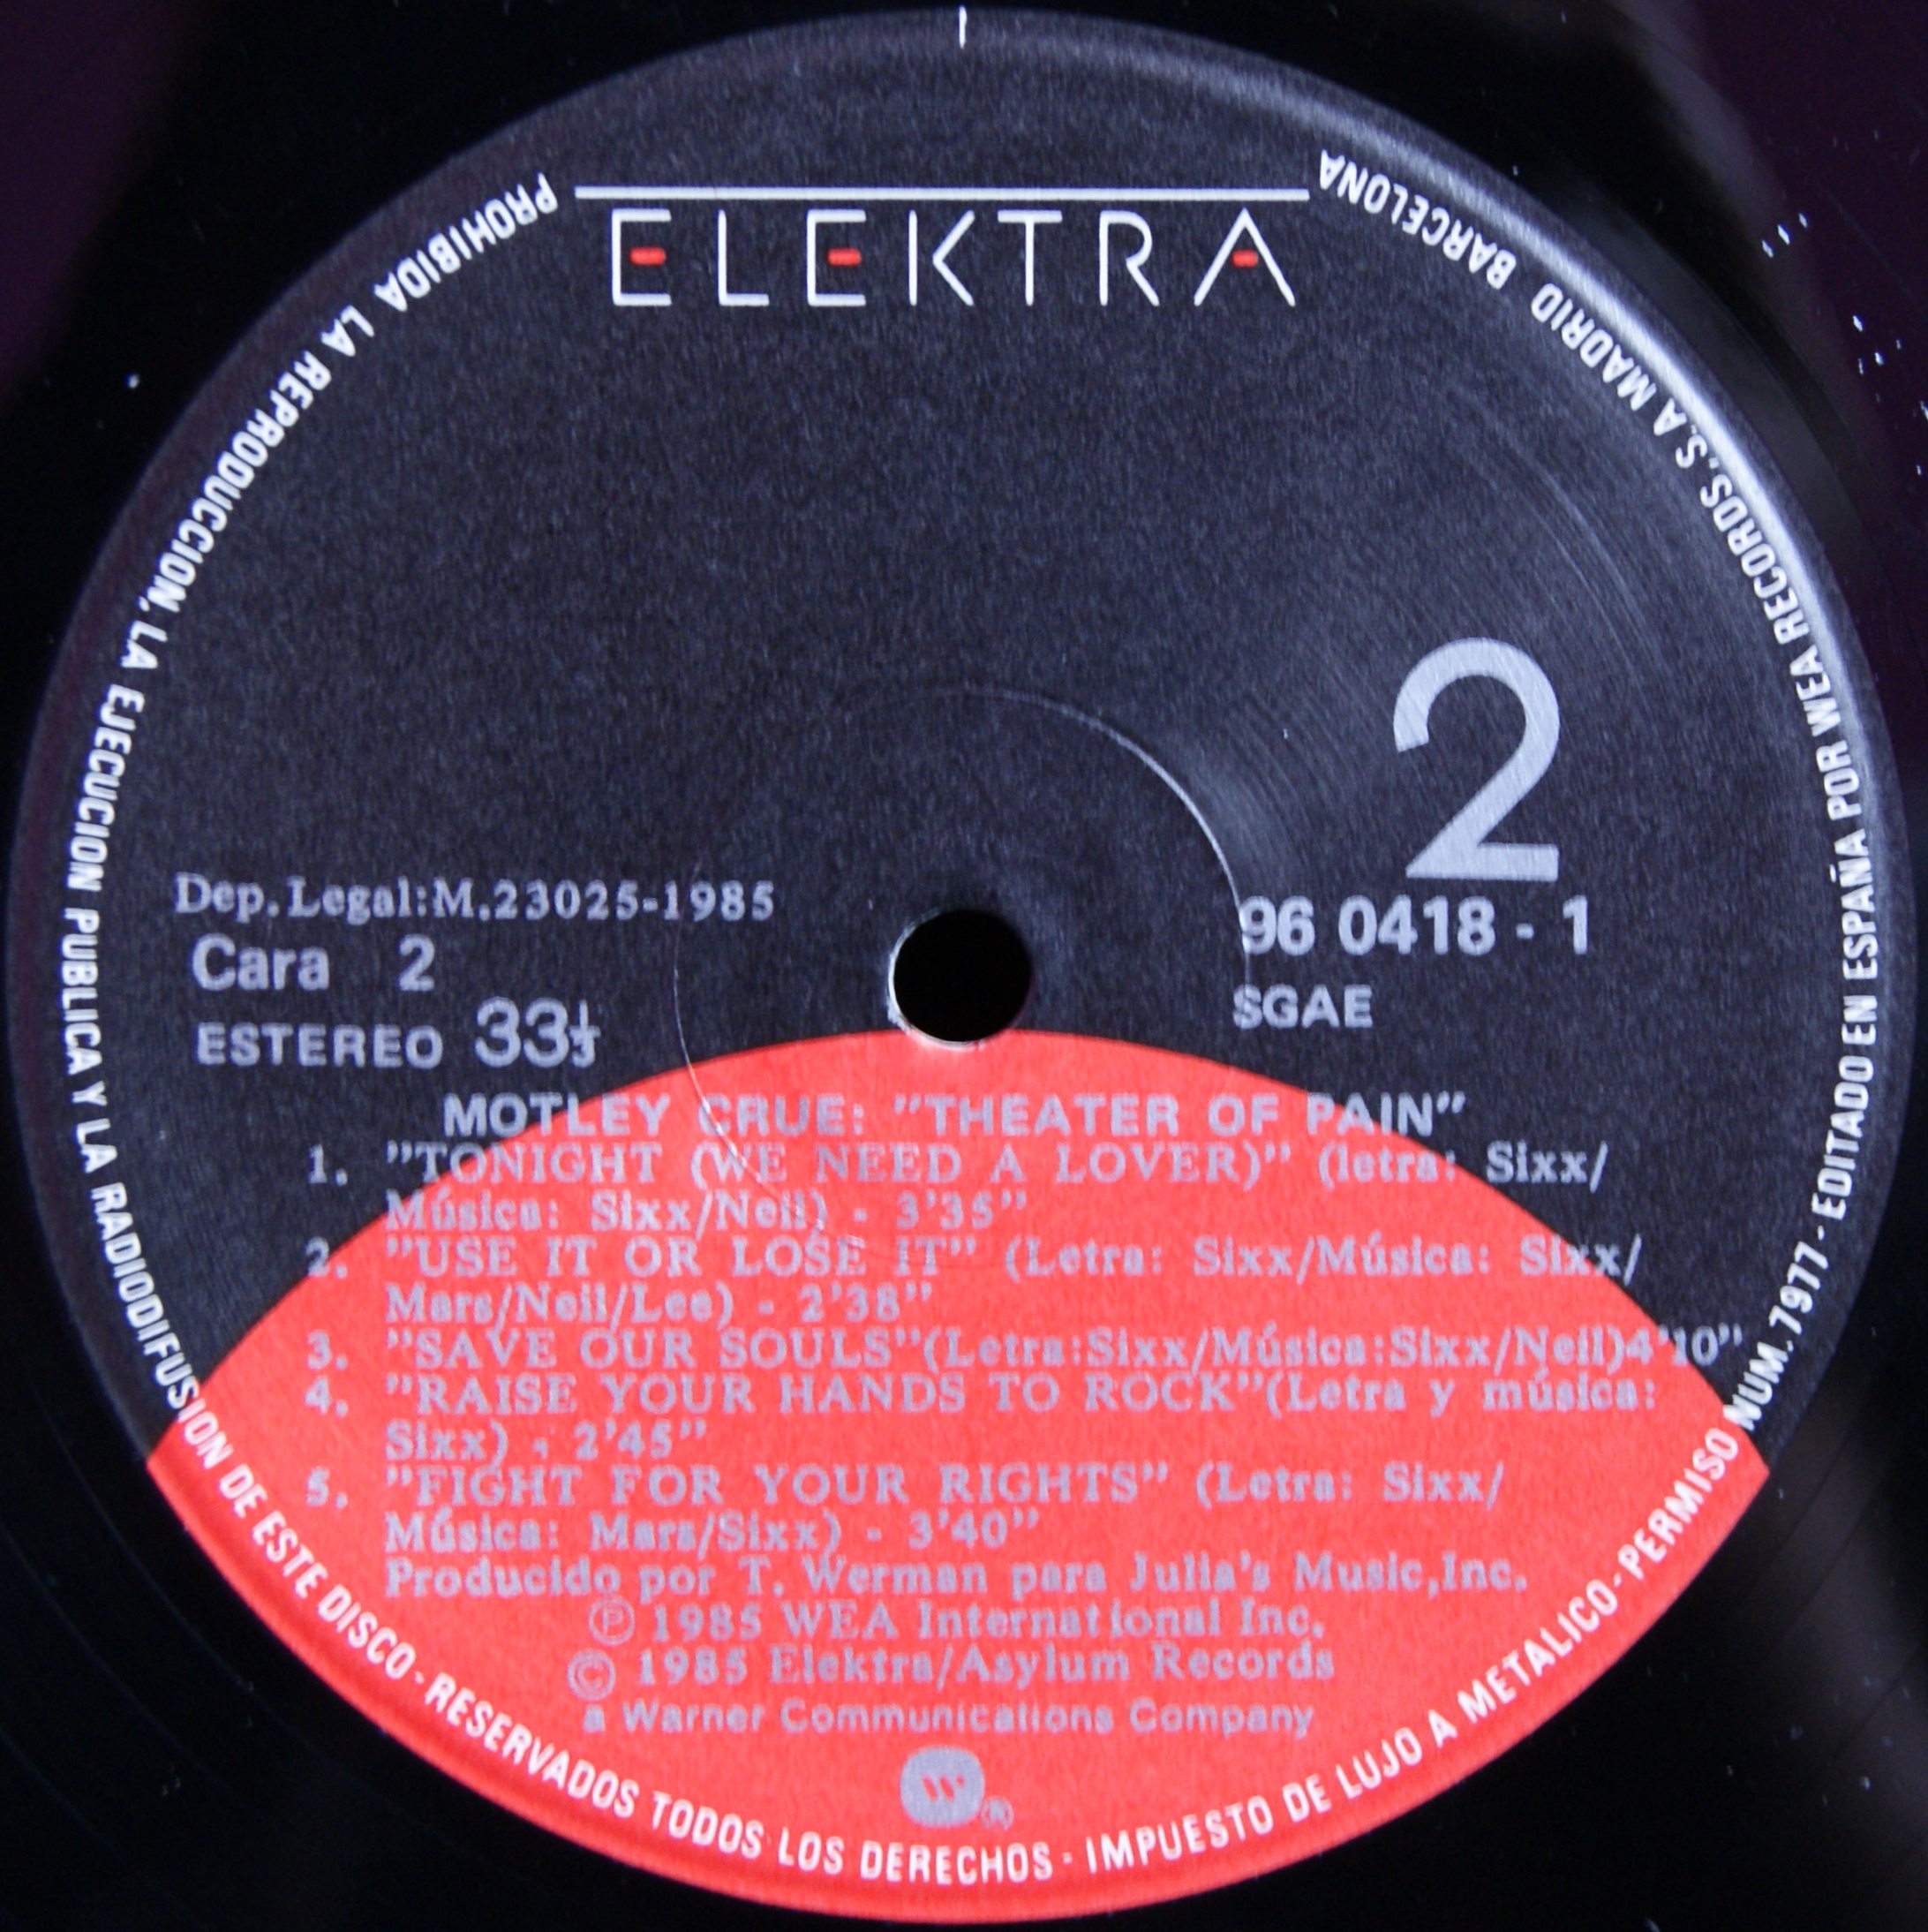 ELEKTRA
2
Dep.Legal:M.23025-1985
Cara 2
ESTEREO 33⅓
96 0418 - 1
SGAE
MOTLEY CRUE: "THEATER OF PAIN"
1. "TONIGHT (WE NEED A LOVER)" (letra: Sixx/
Música: Sixx/Neil) - 3'35"
2. "USE IT OR LOSE IT" (Letra: Sixx/Música: Sixx/
Mars/Neil/Lee) - 2'38"
3. "SAVE OUR SOULS"(Letra:Sixx/Música:Sixx/Neil)4'10"
4. "RAISE YOUR HANDS TO ROCK"(Letra y música:
Sixx) - 2'45"
5. "FIGHT FOR YOUR RIGHTS" (Letra: Sixx/
Música: Mars/Sixx) - 3'40"
Producido por T. Werman para Julia's Music,Inc.
Ⓟ 1985 WEA International Inc.
© 1985 Elektra/Asylum Records
a Warner Communications Company
W®
PROHIBIDA LA REPRODUCCION, LA EJECUCCION PUBLICA Y LA RADIODIFUSION DE ESTE DISCO - RESERVADOS TODOS LOS DERECHOS - IMPUESTO DE LUJO A METALICO - PERMISO NUM. 7977 - EDITADO EN ESPAÑA POR WEA RECORDS, S.A MADRID BARCELONA